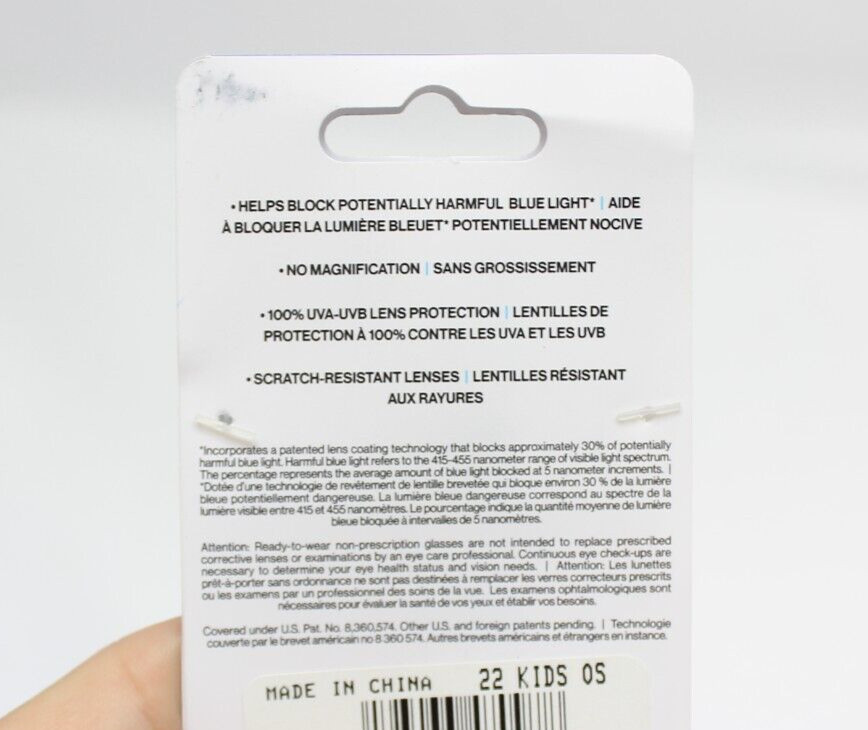 • HELPS BLOCK POTENTIALLY HARMFUL BLUE LIGHT* | AIDE
À BLOQUER LA LUMIÈRE BLEUET* POTENTIELLEMENT NOCIVE
• NO MAGNIFICATION | SANS GROSSISSEMENT
• 100% UVA-UVB LENS PROTECTION | LENTILLES DE
PROTECTION À 100% CONTRE LES UVA ET LES UVB
• SCRATCH-RESISTANT LENSES | LENTILLES RÉSISTANT
AUX RAYURES
*Incorporates a patented lens coating technology that blocks approximately 30% of potentially
harmful blue light. Harmful blue light refers to the 415-455 nanometer range of visible light spectrum.
The percentage represents the average amount of blue light blocked at 5 nanometer increments. |
*Dotée d'une technologie de revêtement de lentille brevetée qui bloque environ 30 % de la lumière
bleue potentiellement dangereuse. La lumière bleue dangereuse correspond au spectre de la
lumière visible entre 415 et 455 nanomètres. Le pourcentage indique la quantité moyenne de lumière
bleue bloquée à intervalles de 5 nanomètres.
Attention: Ready-to-wear non-prescription glasses are not intended to replace prescribed
corrective lenses or examinations by an eye care professional. Continuous eye check-ups are
necessary to determine your eye health status and vision needs. | Attention: Les lunettes
prêt-à-porter sans ordonnance ne sont pas destinées à remplacer les verres correcteurs prescrits
ou les examens par un professionnel des soins de la vue. Les examens ophtalmologiques sont
nécessaires pour évaluer la santé de vos yeux et établir vos besoins.
Covered under U.S. Pat. No. 8,360,574. Other U.S. and foreign patents pending. | Technologie
couverte par le brevet américain no 8 360 574. Autres brevets américains et étrangers en instance.
MADE IN CHINA 22 KIDS OS